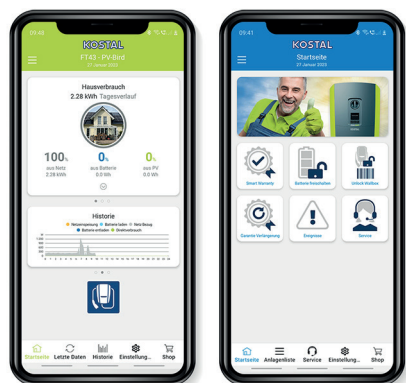 09:40
KOSTAL
FT43 - PV-Bird
27.Januar 2023
Hausverbrauch
2.28 kWh Tagesverlauf
100%
aus Netz
2.28 kWh
0%
aus Batterie
0.0 Wh
0%
aus PV
0.0 Wh
Historie
Netzeinspeisung Batterie laden Netz Bezug
Batterie entladen Direktverbrauch
Startseite Letzte Daten Historie Einstellung... Shop
09:41
KOSTAL
Startseite
27.Januar 2023
Smart Warranty
Batterie freischalten
Unlock Wallbox
Garantie Verlängerung
Ereignisse
Service
Startseite Anlagenliste Service Einstellung... Shop